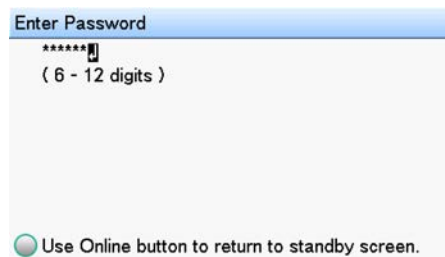 Enter Password
******↵
( 6 - 12 digits )
Use Online button to return to standby screen.